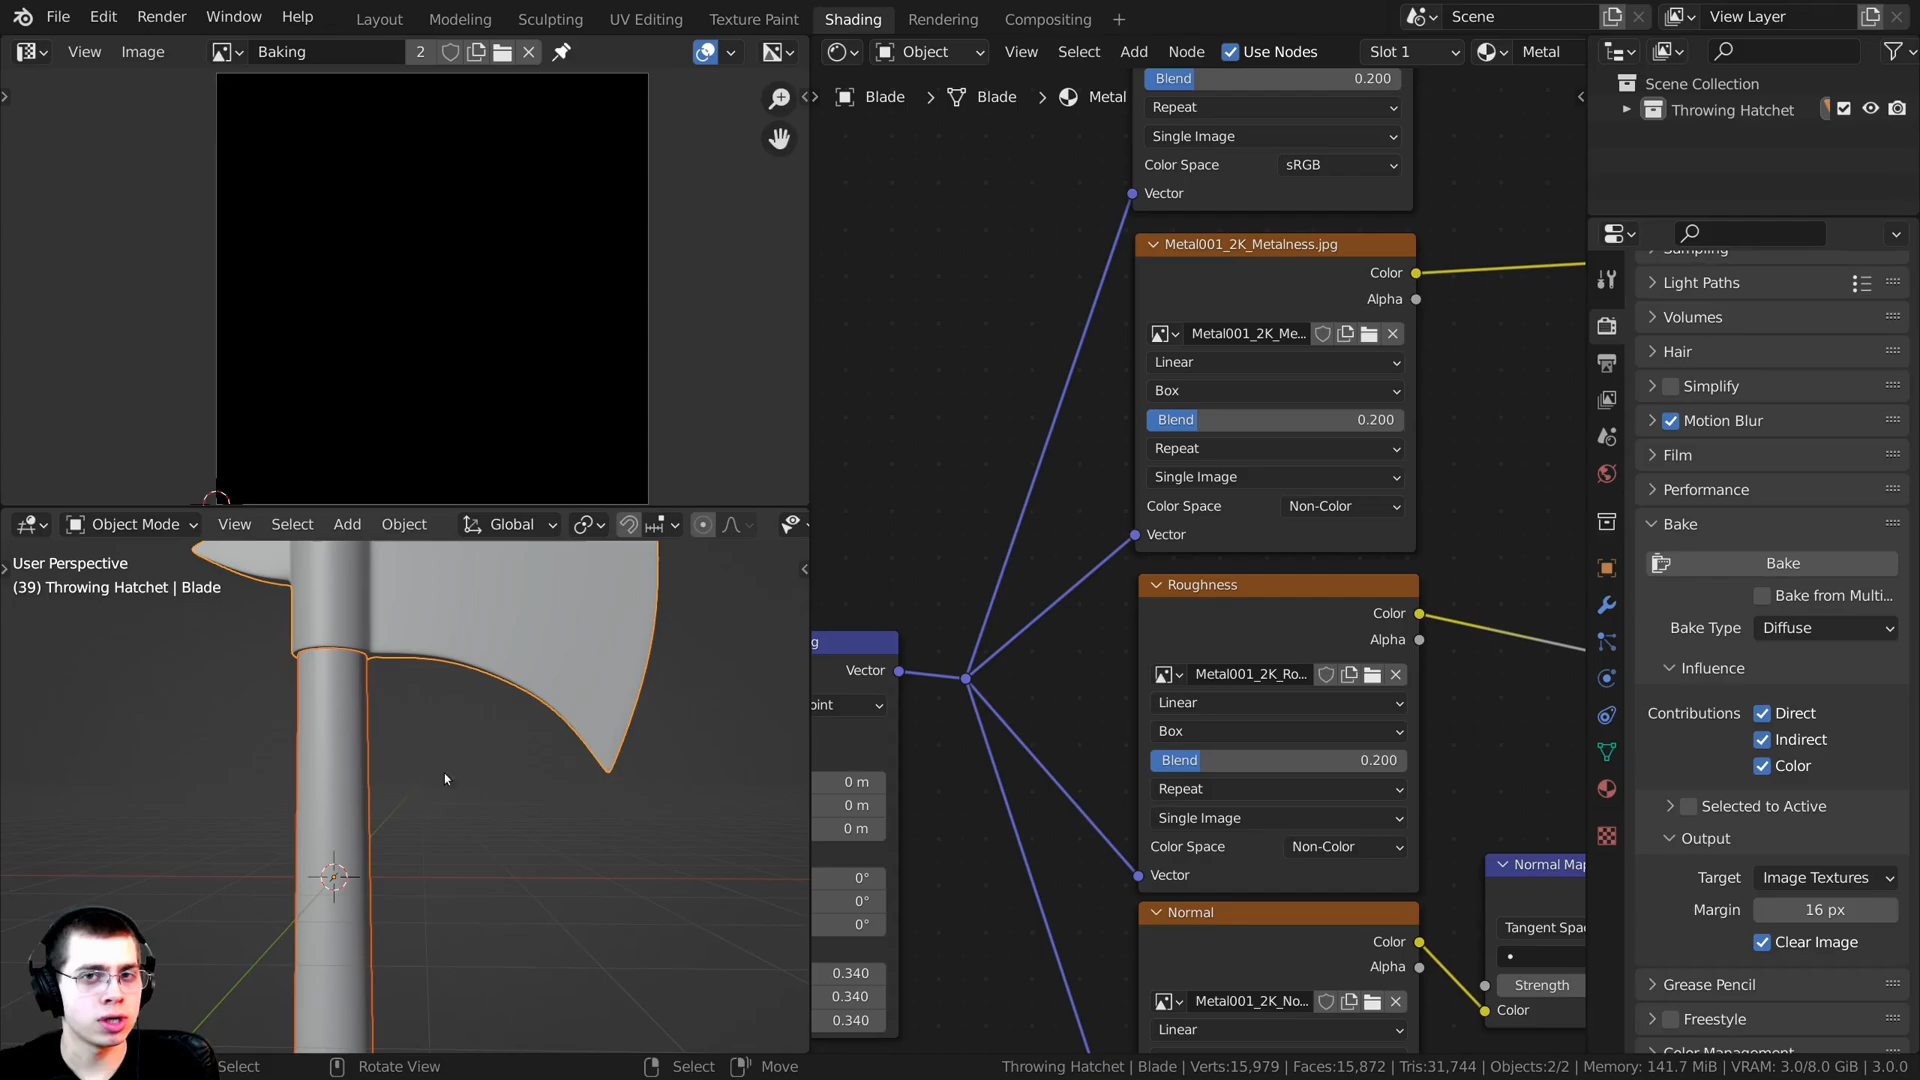 File Edit Render Window Help Layout Modeling Sculpting UV Editing Texture Paint Shading Rendering Compositing + Scene View Layer
View Image Baking 2
Object View Select Add Node Use Nodes Slot 1 Metal
Blade > Blade > Metal
Blend 0.200
Repeat
Single Image
Color Space sRGB
Vector
Metal001_2K_Metalness.jpg
Color
Alpha
Metal001_2K_Me...
Linear
Box
Blend 0.200
Repeat
Single Image
Color Space Non-Color
Vector
Roughness
Color
Alpha
Metal001_2K_Ro...
Linear
Box
Blend 0.200
Repeat
Single Image
Color Space Non-Color
Vector
Normal
Color
Alpha
Metal001_2K_No...
Linear
g
Vector
oint
0 m
0 m
0 m
0°
0°
0°
0.340
0.340
0.340
Normal Map
Tangent Spa
Strength
Color
Object Mode View Select Add Object Global
User Perspective
(39) Throwing Hatchet | Blade
Scene Collection
Throwing Hatchet
Sampling
Light Paths
Volumes
Hair
Simplify
Motion Blur
Film
Performance
Bake
Bake
Bake from Multi...
Bake Type Diffuse
Influence
Contributions Direct
Indirect
Color
Selected to Active
Output
Target Image Textures
Margin 16 px
Clear Image
Grease Pencil
Freestyle
Color Management
Select Rotate View Select Move Throwing Hatchet | Blade | Verts:15,979 | Faces:15,872 | Tris:31,744 | Objects:2/2 | Memory: 141.7 MiB | VRAM: 3.0/8.0 GiB | 3.0.0